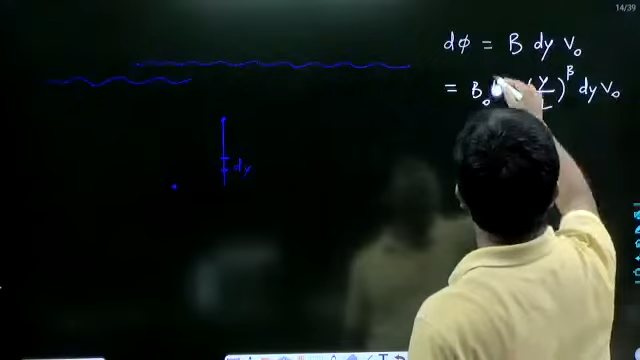 14/39
dϕ = B dy v₀
= B₀ ( y )^β dy v₀
dy